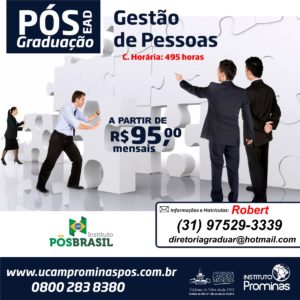 PÓS EAD
Graduação
Gestão
de Pessoas
C. Horária: 495 horas
A PARTIR DE
R$ 95,00
mensais
Informações e Matrículas: Robert
(31) 97529-3339
diretoriagraduar@hotmail.com
Instituto
PÓSBRASIL
www.ucamprominaspos.com.br
0800 283 8380
INSTITUTO
Prominas